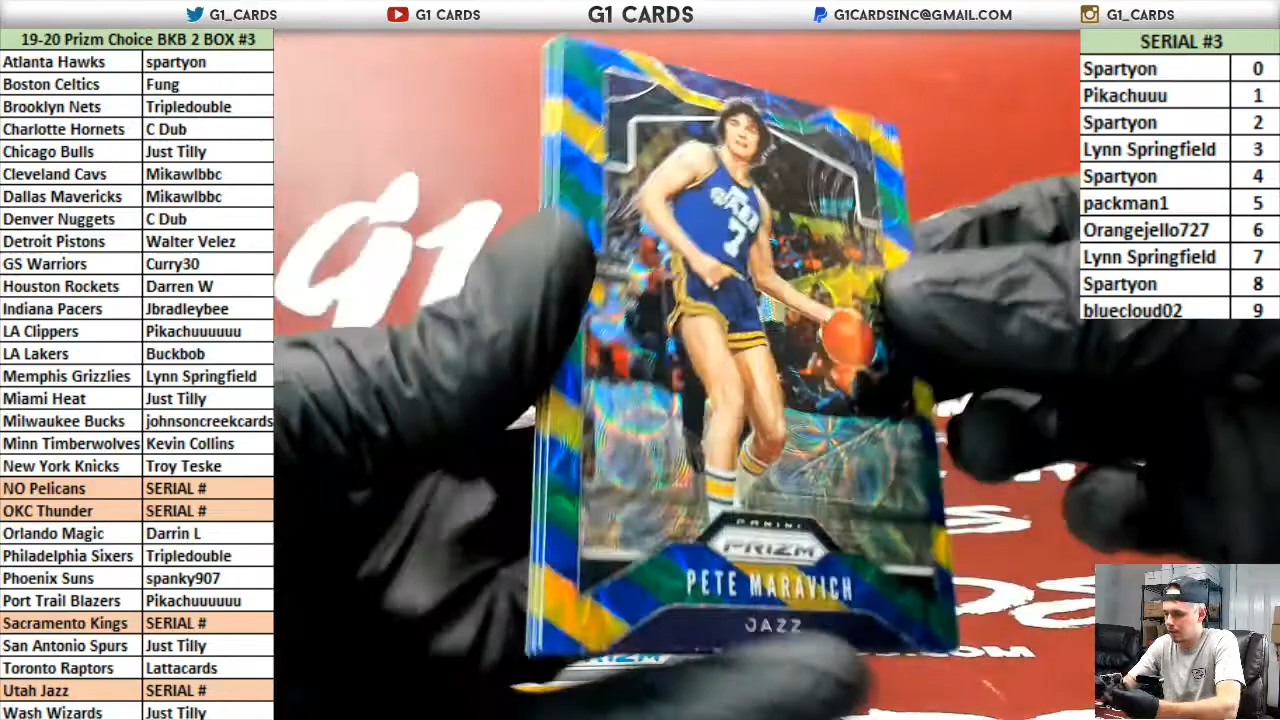 G1_CARDS
G1 CARDS
G1 CARDS
G1CARDSINC@GMAIL.COM
G1_CARDS
19-20 Prizm Choice BKB 2 BOX #3
Atlanta Hawks spartyon
Boston Celtics Fung
Brooklyn Nets Tripledouble
Charlotte Hornets C Dub
Chicago Bulls Just Tilly
Cleveland Cavs Mikawlbbc
Dallas Mavericks Mikawlbbc
Denver Nuggets C Dub
Detroit Pistons Walter Velez
GS Warriors Curry30
Houston Rockets Darren W
Indiana Pacers Jbradleybee
LA Clippers Pikachuuuuu
LA Lakers Buckbob
Memphis Grizzlies Lynn Springfield
Miami Heat Just Tilly
Milwaukee Bucks johnsoncreekcards
Minn Timberwolves Kevin Collins
New York Knicks Troy Teske
NO Pelicans SERIAL #
OKC Thunder SERIAL #
Orlando Magic Darrin L
Philadelphia Sixers Tripledouble
Phoenix Suns spanky907
Port Trail Blazers Pikachuuuuuu
Sacramento Kings SERIAL #
San Antonio Spurs Just Tilly
Toronto Raptors Lattacards
Utah Jazz SERIAL #
Wash Wizards Just Tilly
G1
7
PANINI
PRIZM
PETE MARAVICH
JAZZ
PRIZM
SERIAL #3
Spartyon 0
Pikachuuu 1
Spartyon 2
Lynn Springfield 3
Spartyon 4
packman1 5
Orangejello727 6
Lynn Springfield 7
Spartyon 8
bluecloud02 9